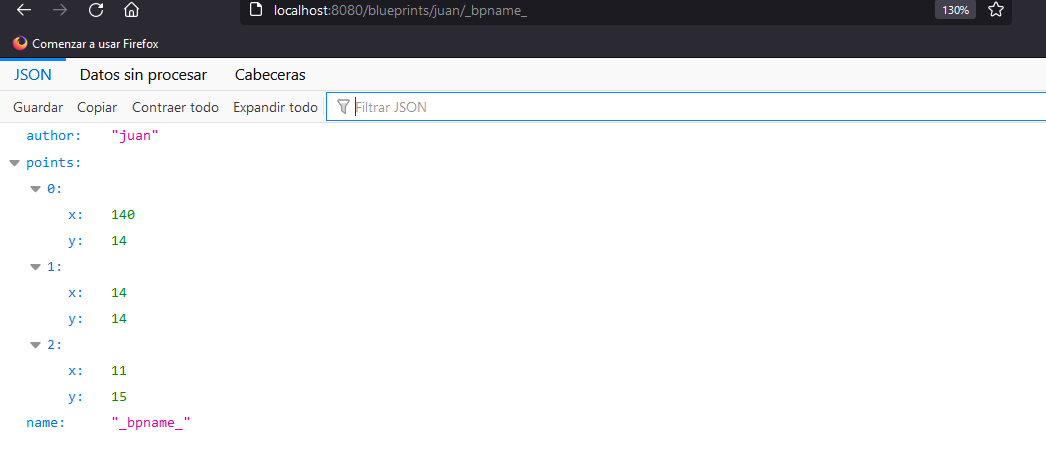 localhost:8080/blueprints/juan/_bpname_ 130%
Comenzar a usar Firefox
JSON Datos sin procesar Cabeceras
Guardar Copiar Contraer todo Expandir todo Filtrar JSON
author: "juan"
points:
0:
x: 140
y: 14
1:
x: 14
y: 14
2:
x: 11
y: 15
name: "_bpname_"